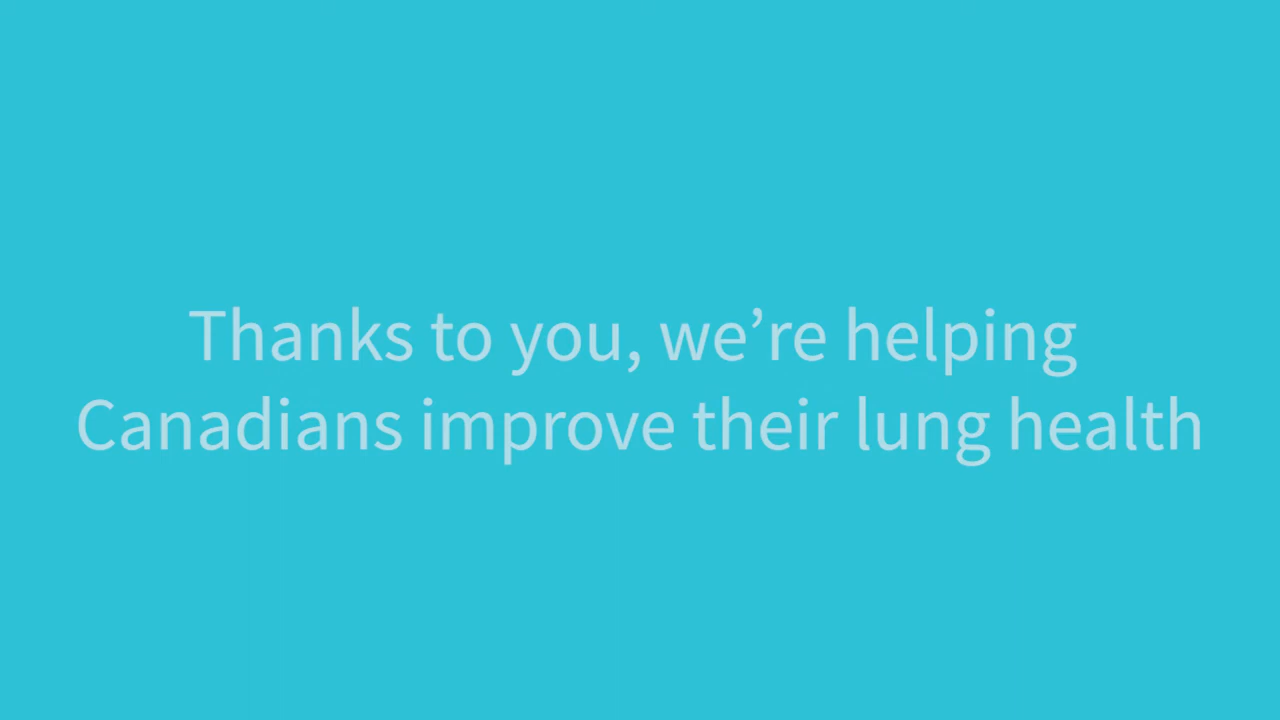 Thanks to you, we’re helping
Canadians improve their lung health